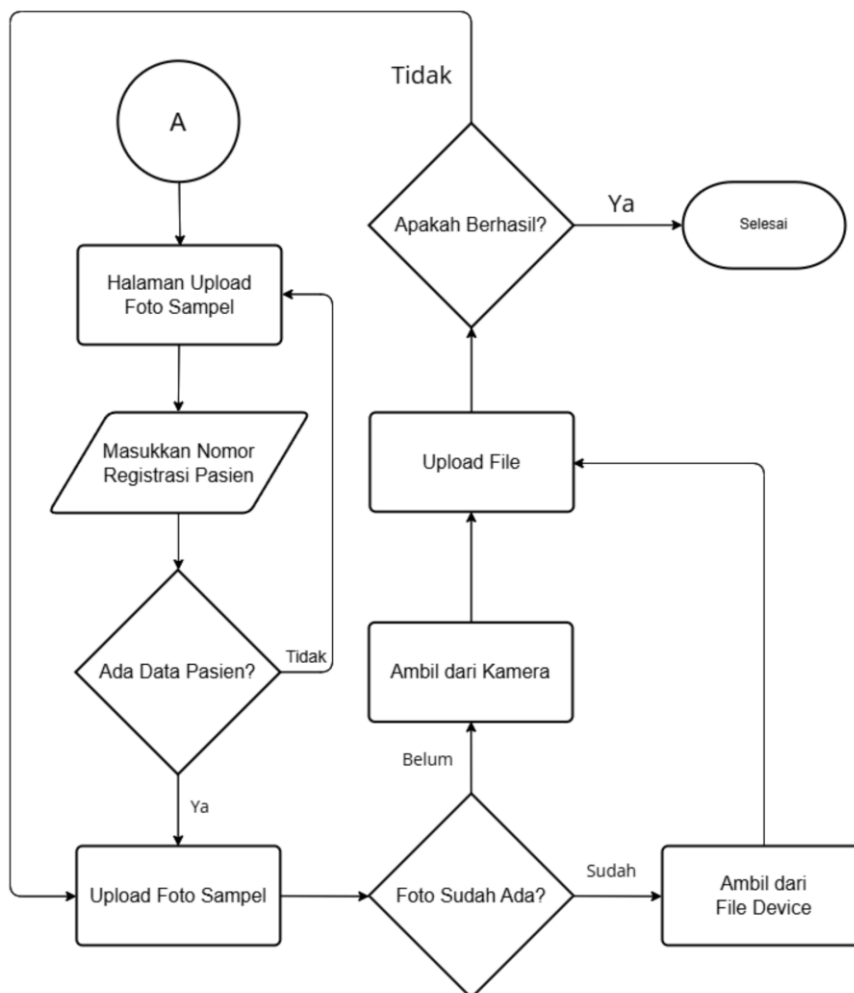 A
Halaman Upload
Foto Sampel
Masukkan Nomor
Registrasi Pasien
Ada Data Pasien?
Tidak
Ya
Upload Foto Sampel
Foto Sudah Ada?
Belum
Sudah
Ambil dari Kamera
Ambil dari
File Device
Upload File
Apakah Berhasil?
Tidak
Ya
Selesai